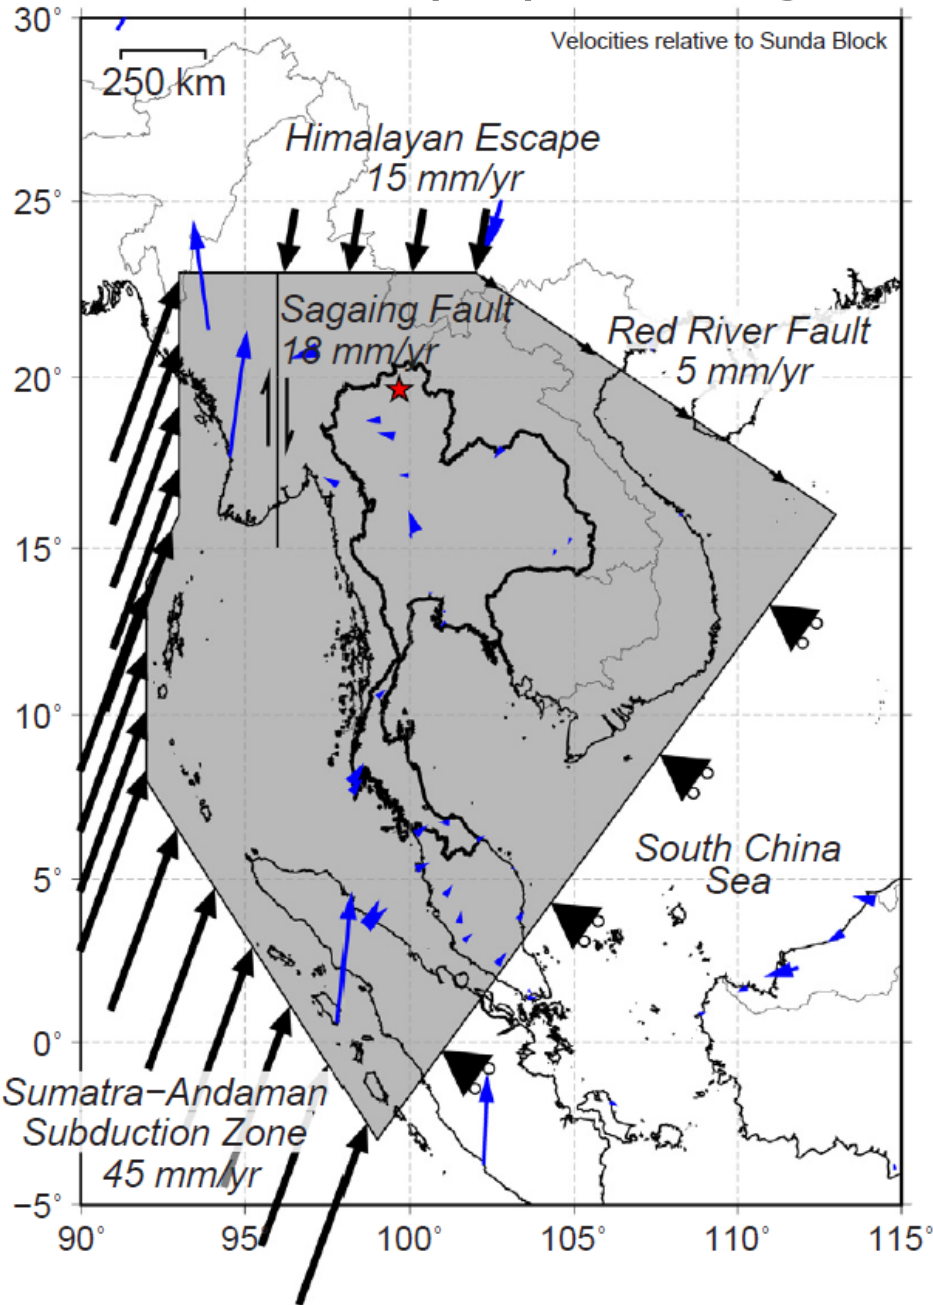 30°
Velocities relative to Sunda Block
250 km
Himalayan Escape
15 mm/yr
25°
Sagaing Fault
18 mm/yr
Red River Fault
5 mm/yr
20°
15°
10°
South China
Sea
5°
0°
Sumatra−Andaman
Subduction Zone
45 mm/yr
−5°
90°
95°
100°
105°
110°
115°